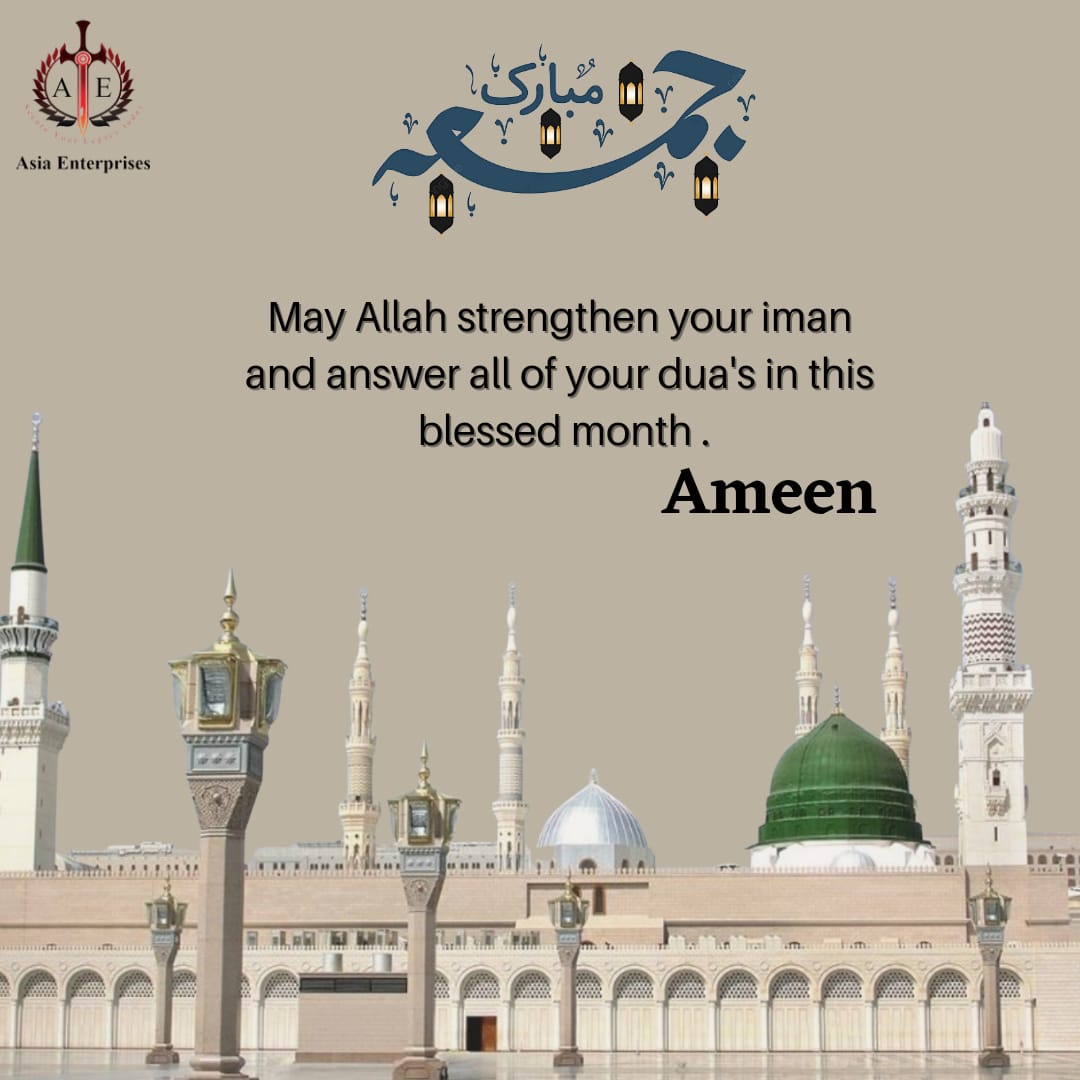 A E
Asia Enterprises
جمعہ مُبارک
May Allah strengthen your iman
and answer all of your dua's in this
blessed month .
Ameen